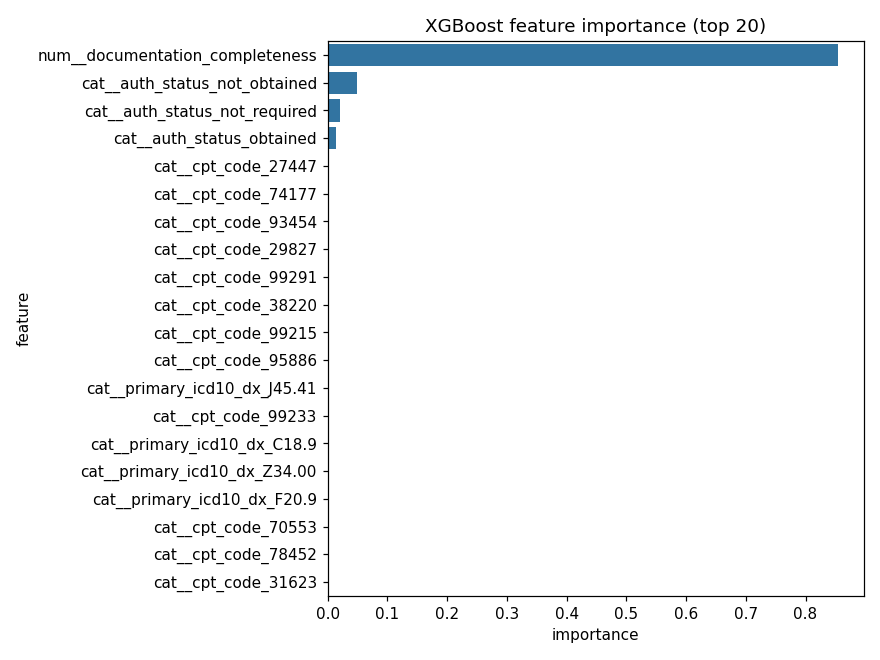 XGBoost feature importance (top 20)
num__documentation_completeness
cat__auth_status_not_obtained
cat__auth_status_not_required
cat__auth_status_obtained
cat__cpt_code_27447
cat__cpt_code_74177
cat__cpt_code_93454
cat__cpt_code_29827
cat__cpt_code_99291
cat__cpt_code_38220
cat__cpt_code_99215
cat__cpt_code_95886
cat__primary_icd10_dx_J45.41
cat__cpt_code_99233
cat__primary_icd10_dx_C18.9
cat__primary_icd10_dx_Z34.00
cat__primary_icd10_dx_F20.9
cat__cpt_code_70553
cat__cpt_code_78452
cat__cpt_code_31623
feature
0.0 0.1 0.2 0.3 0.4 0.5 0.6 0.7 0.8
importance